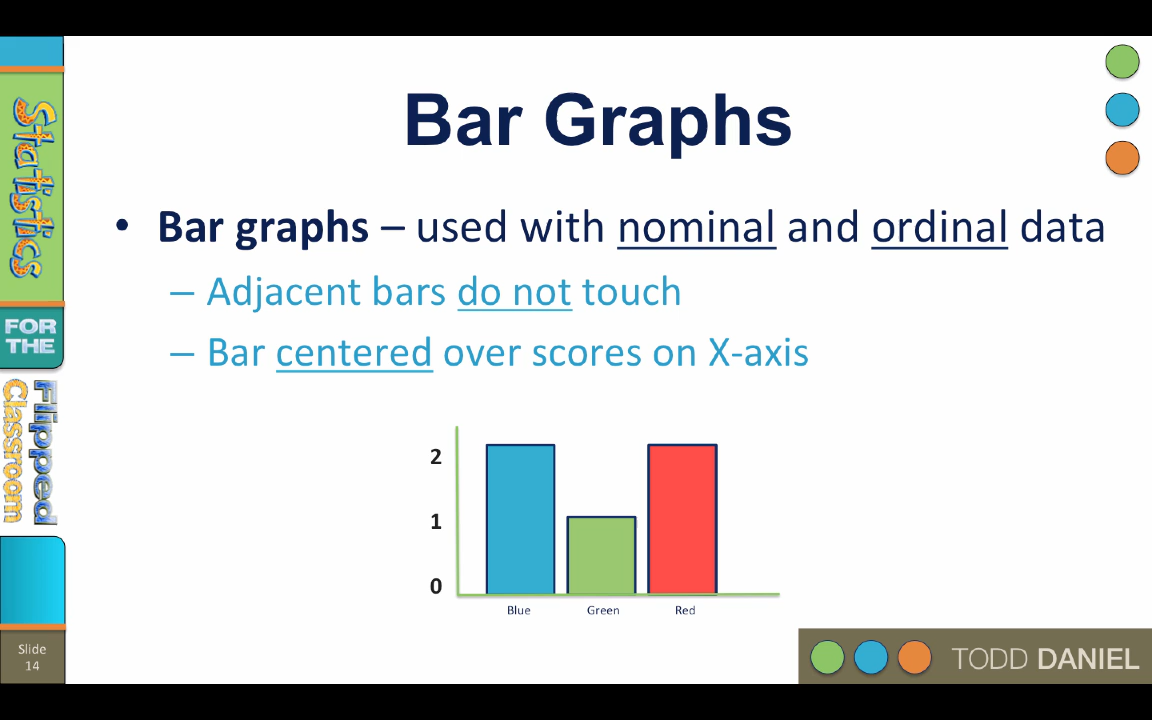 Statistics
FOR
THE
Flipped
Classroom
Slide
14
Bar Graphs
• Bar graphs – used with nominal and ordinal data
– Adjacent bars do not touch
– Bar centered over scores on X-axis
2
1
0
Blue Green Red
TODD DANIEL